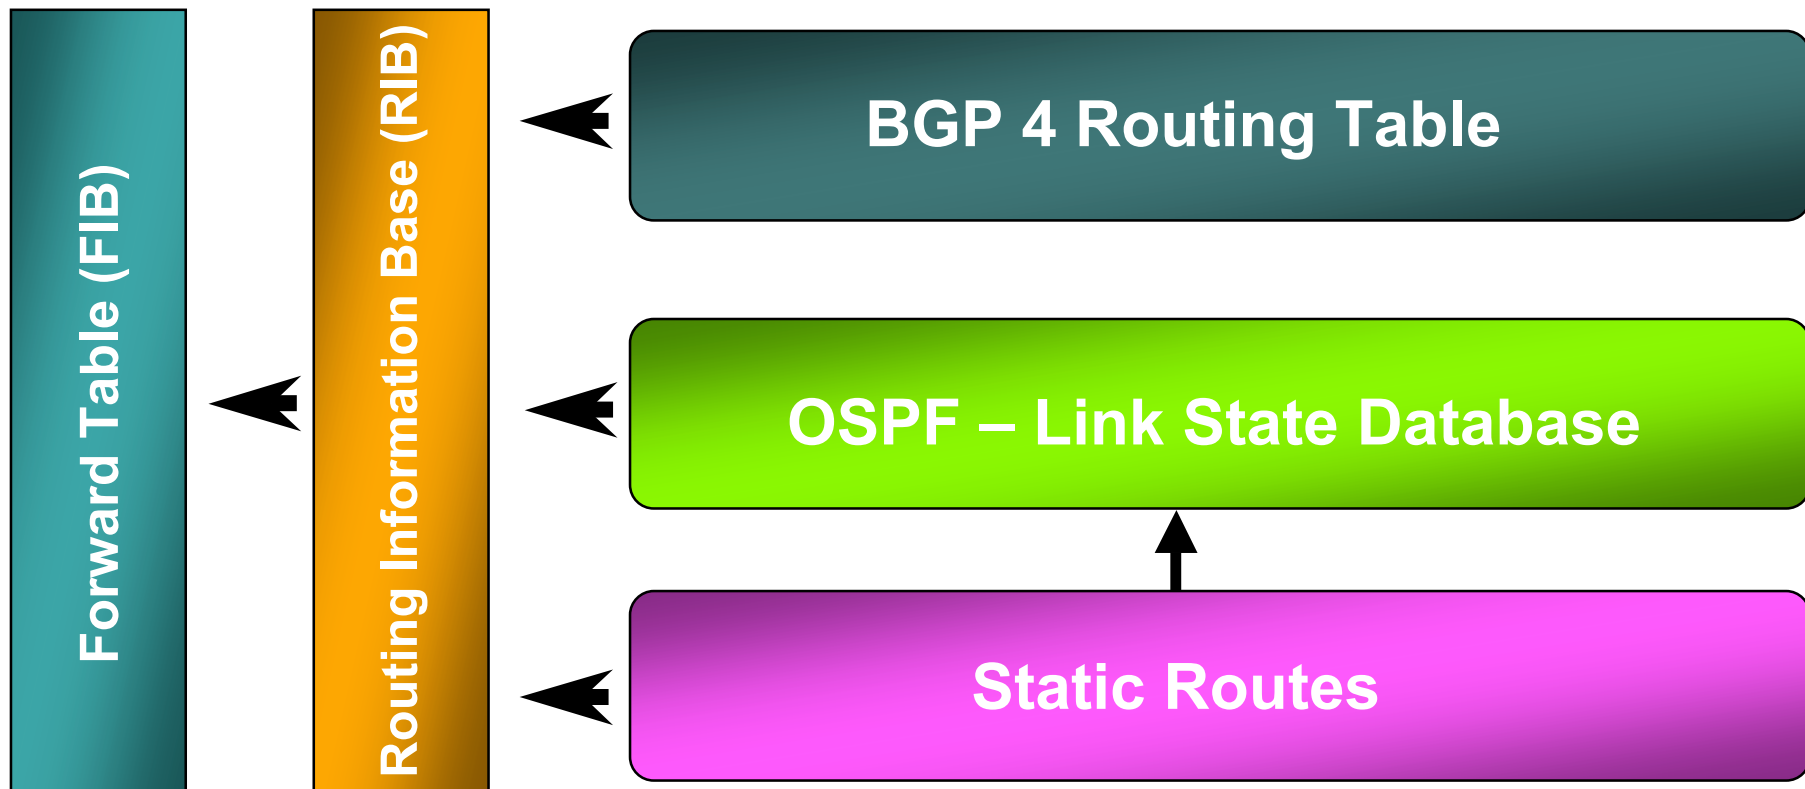 Forward Table (FIB)
Routing Information Base (RIB)
BGP 4 Routing Table
OSPF – Link State Database
Static Routes